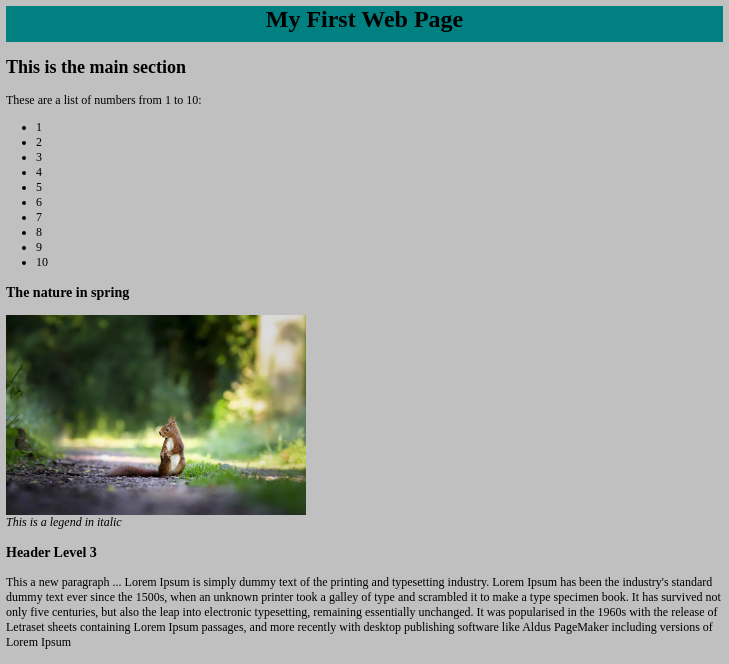 My First Web Page
This is the main section
These are a list of numbers from 1 to 10:
1
2
3
4
5
6
7
8
9
10
The nature in spring
This is a legend in italic
Header Level 3
This a new paragraph ... Lorem Ipsum is simply dummy text of the printing and typesetting industry. Lorem Ipsum has been the industry's standard
dummy text ever since the 1500s, when an unknown printer took a galley of type and scrambled it to make a type specimen book. It has survived not
only five centuries, but also the leap into electronic typesetting, remaining essentially unchanged. It was popularised in the 1960s with the release of
Letraset sheets containing Lorem Ipsum passages, and more recently with desktop publishing software like Aldus PageMaker including versions of
Lorem Ipsum